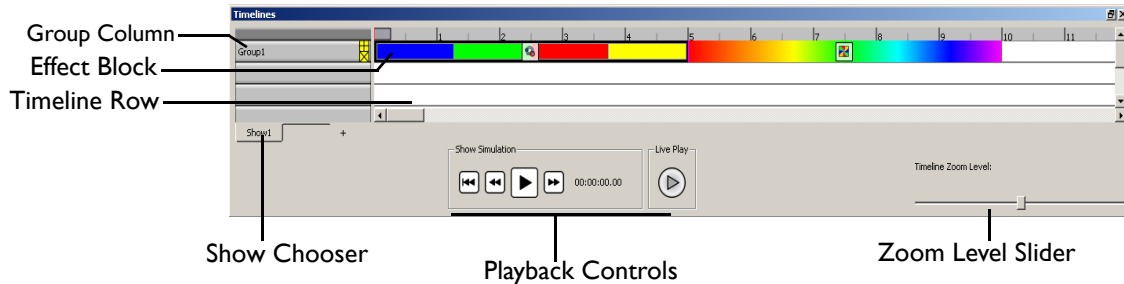 Timelines
Group Column
1 2 3 4 5 6 7 8 9 10 11
Group1
Effect Block
Timeline Row
Show1 +
Show Simulation
Live Play
00:00:00.00
Timeline Zoom Level:
Show Chooser
Playback Controls
Zoom Level Slider